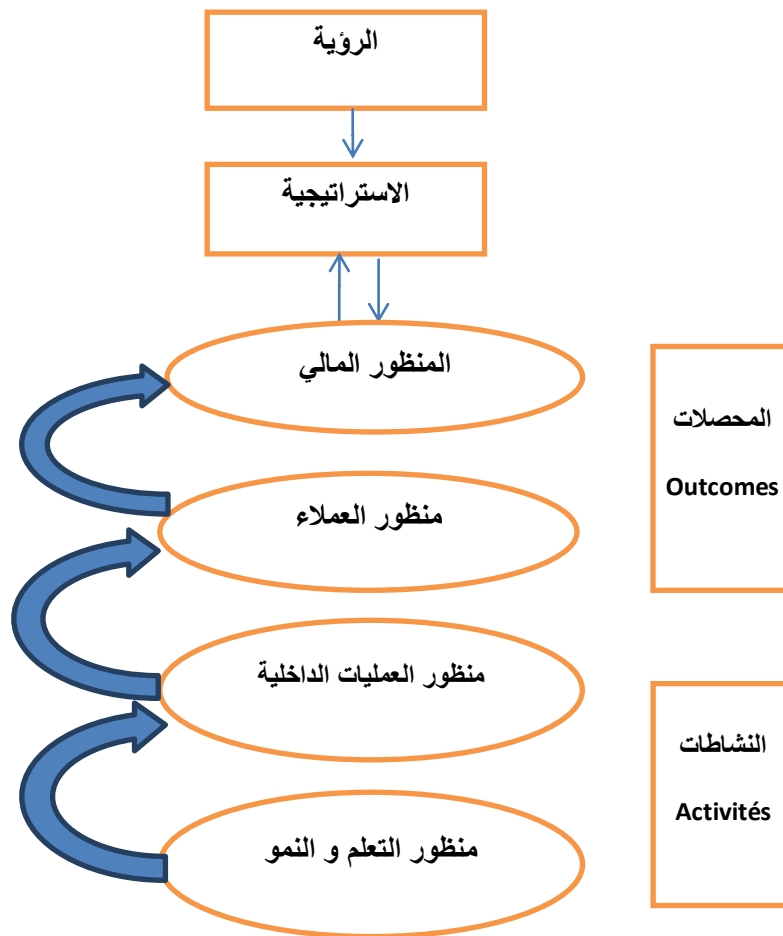 الرؤية
الاستراتيجية
المنظور المالي
المحصلات
Outcomes
منظور العملاء
منظور العمليات الداخلية
النشاطات
Activités
منظور التعلم و النمو